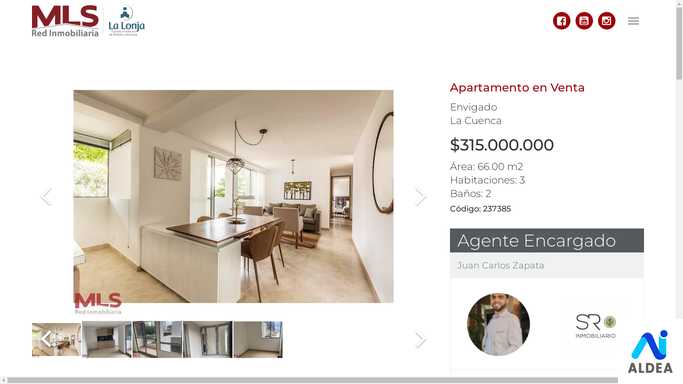 MLS
Red Inmobiliaria
La Lonja
Apartamento en Venta
Envigado
La Cuenca
$315.000.000
Área: 66.00 m2
Habitaciones: 3
Baños: 2
Código: 237385
Agente Encargado
Juan Carlos Zapata
MLS
Red Inmobiliaria
SR
INMOBILIARIO
ALDEA